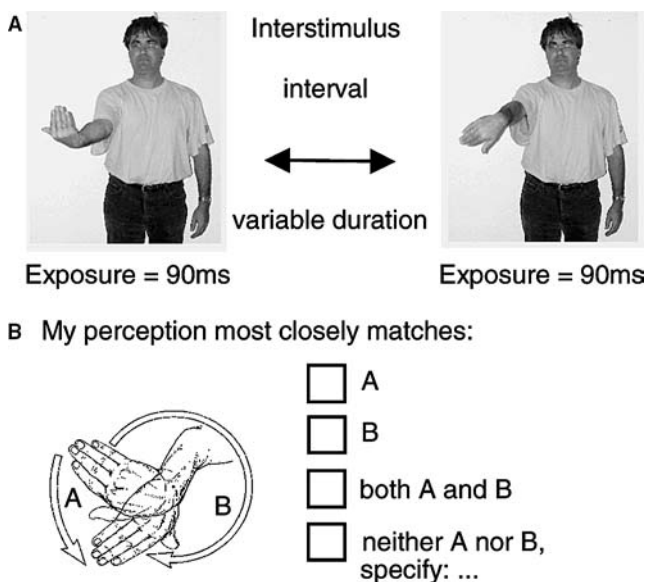 A
Interstimulus
interval
variable duration
Exposure = 90ms
Exposure = 90ms
B My perception most closely matches:
A
B
A
B
both A and B
neither A nor B,
specify: ...